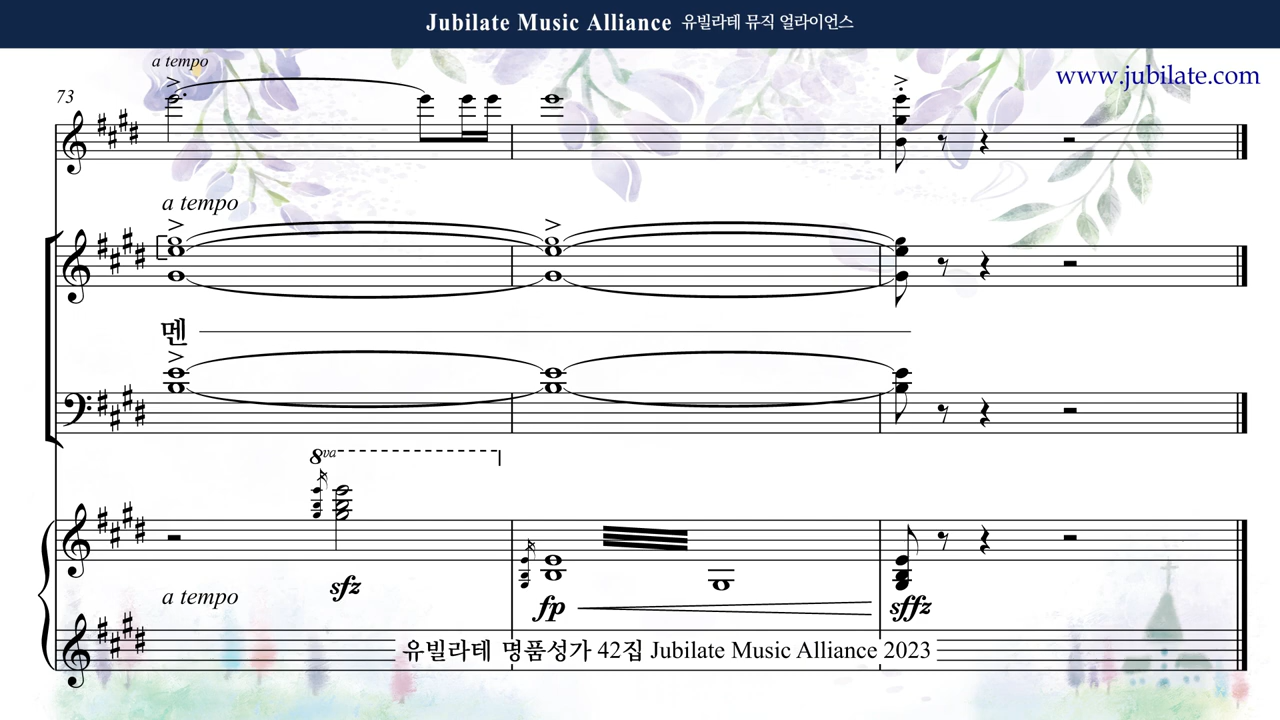 Jubilate Music Alliance 유빌라테 뮤직 얼라이언스
www.jubilate.com
a tempo
73
a tempo
멘
8va
sfz
a tempo
fp
sffz
유빌라테 명품성가 42집 Jubilate Music Alliance 2023